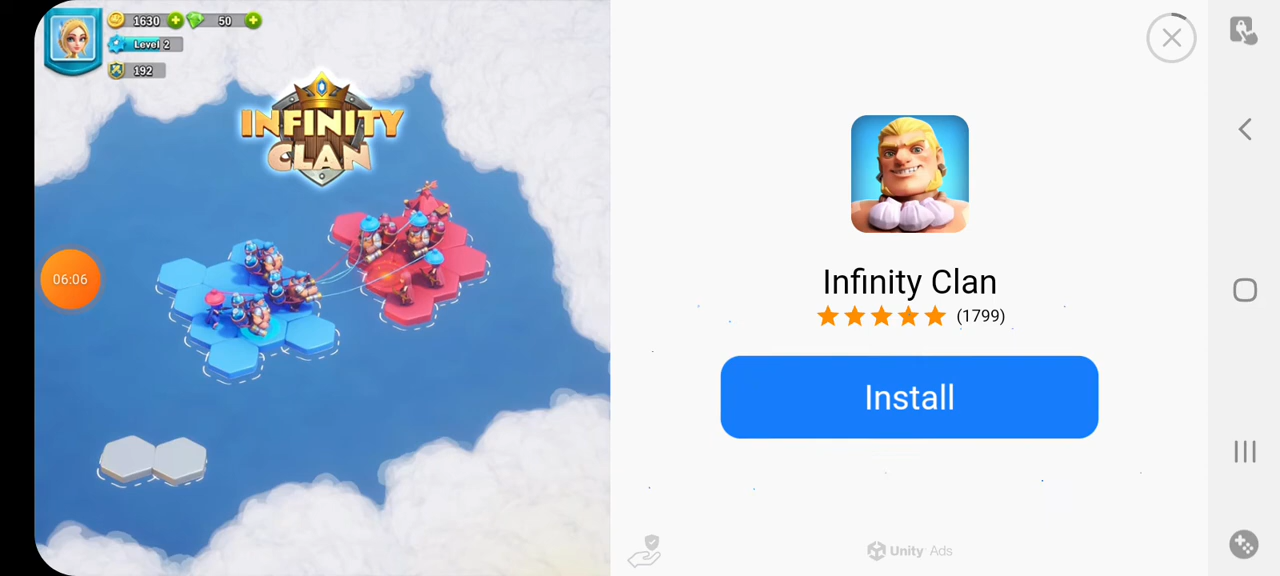 1630
50
Level 2
192
INFINITY
CLAN
06:06
Infinity Clan
(1799)
Install
Unity Ads